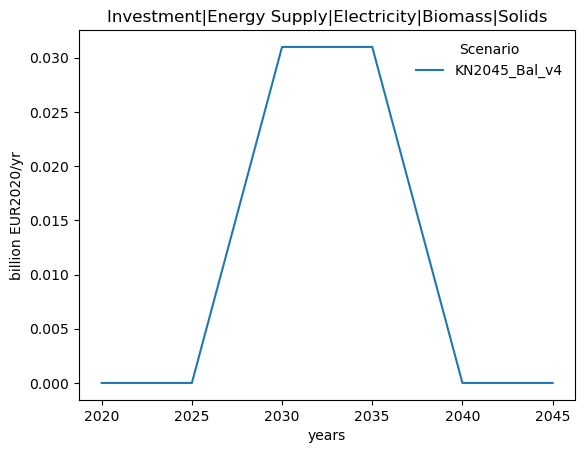 Investment|Energy Supply|Electricity|Biomass|Solids
Scenario
KN2045_Bal_v4
0.030
0.025
0.020
0.015
0.010
0.005
0.000
billion EUR2020/yr
2020 2025 2030 2035 2040 2045
years